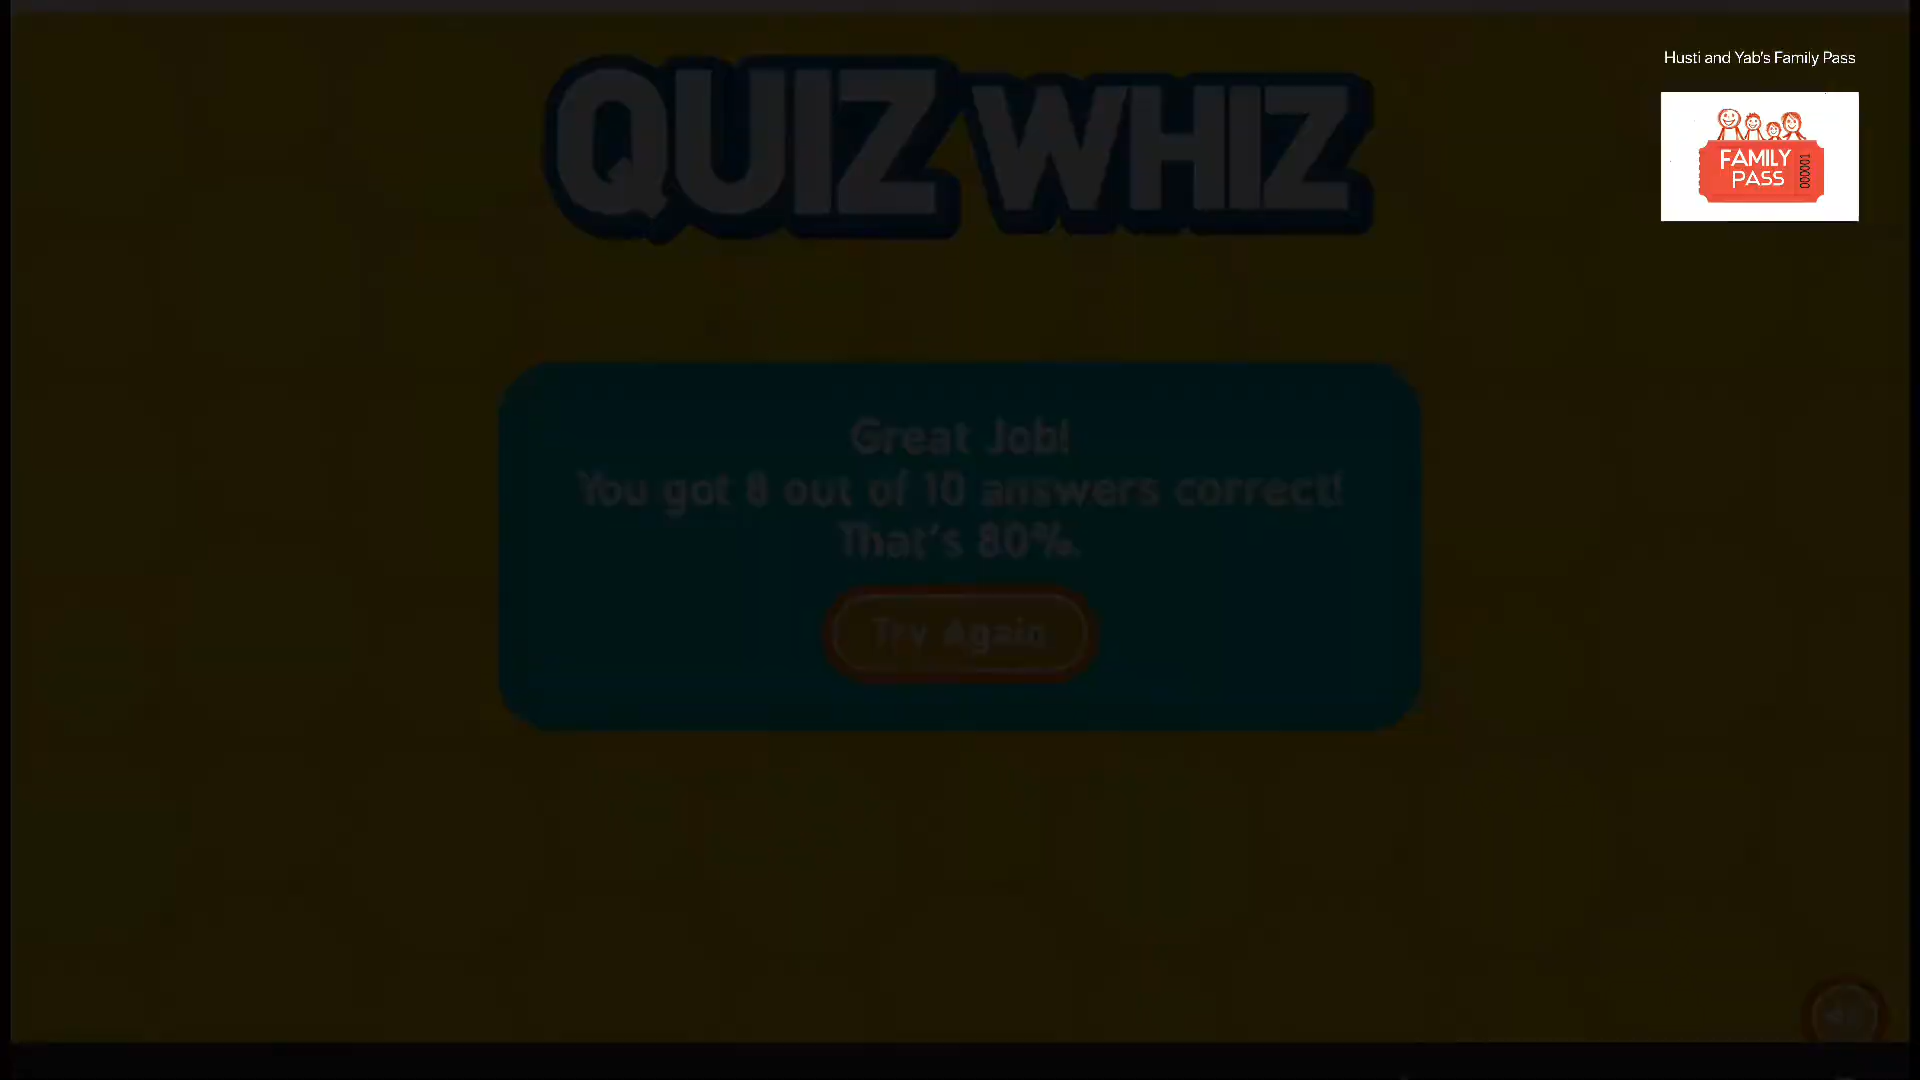 Husti and Yab's Family Pass
FAMILY
PASS
000001
QUIZ WHIZ
Great Job!
You got 8 out of 10 answers correct!
That's 80%.
Try Again